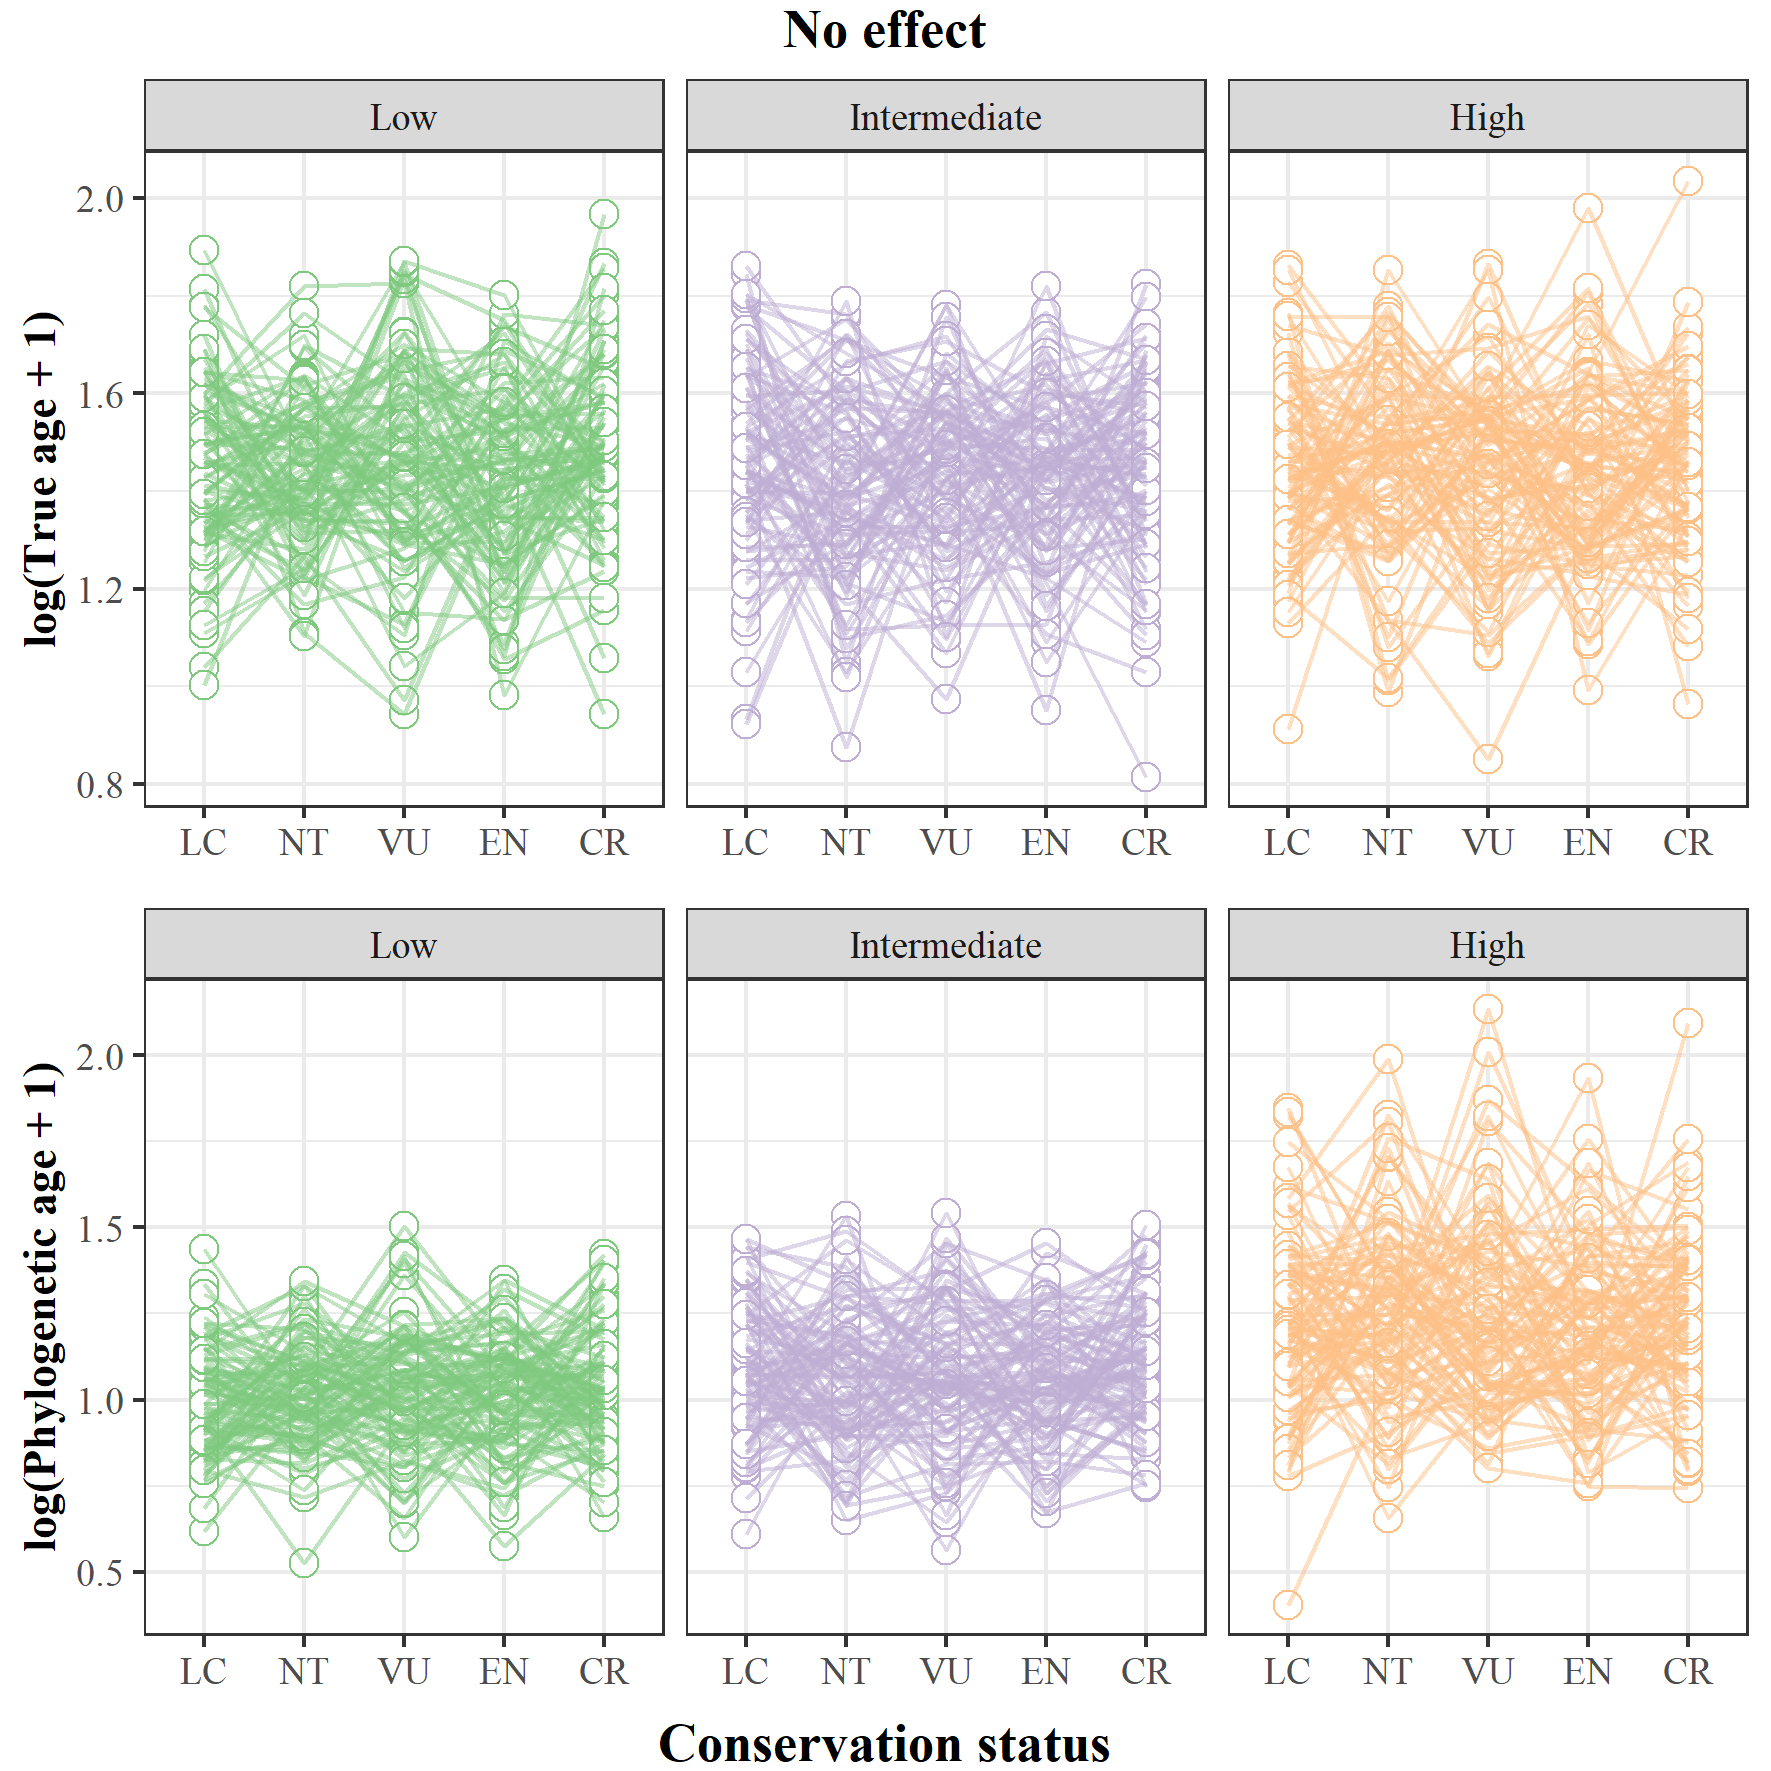 No effect
Low Intermediate High
log(True age + 1)
2.0
1.6
1.2
0.8
LC NT VU EN CR LC NT VU EN CR LC NT VU EN CR
Low Intermediate High
log(Phylogenetic age + 1)
2.0
1.5
1.0
0.5
LC NT VU EN CR LC NT VU EN CR LC NT VU EN CR
Conservation status